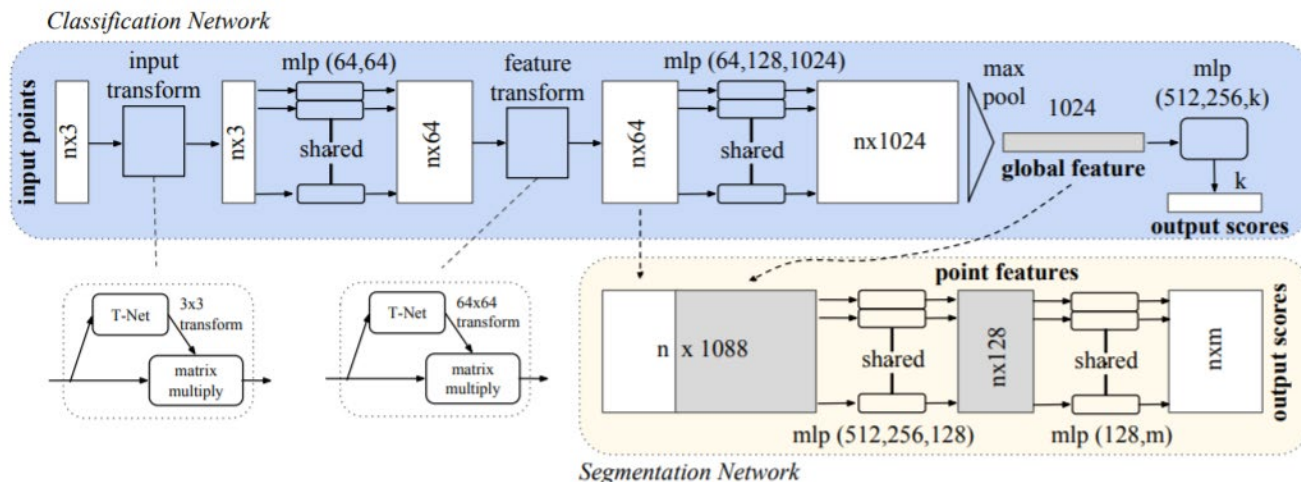 Classification Network
input points
nx3
input
transform
nx3
mlp (64,64)
shared
nx64
feature
transform
nx64
mlp (64,128,1024)
shared
nx1024
max
pool
1024
global feature
mlp
(512,256,k)
k
output scores
T-Net
3x3
transform
matrix
multiply
T-Net
64x64
transform
matrix
multiply
point features
n x 1088
shared
mlp (512,256,128)
nx128
shared
mlp (128,m)
nxm
output scores
Segmentation Network